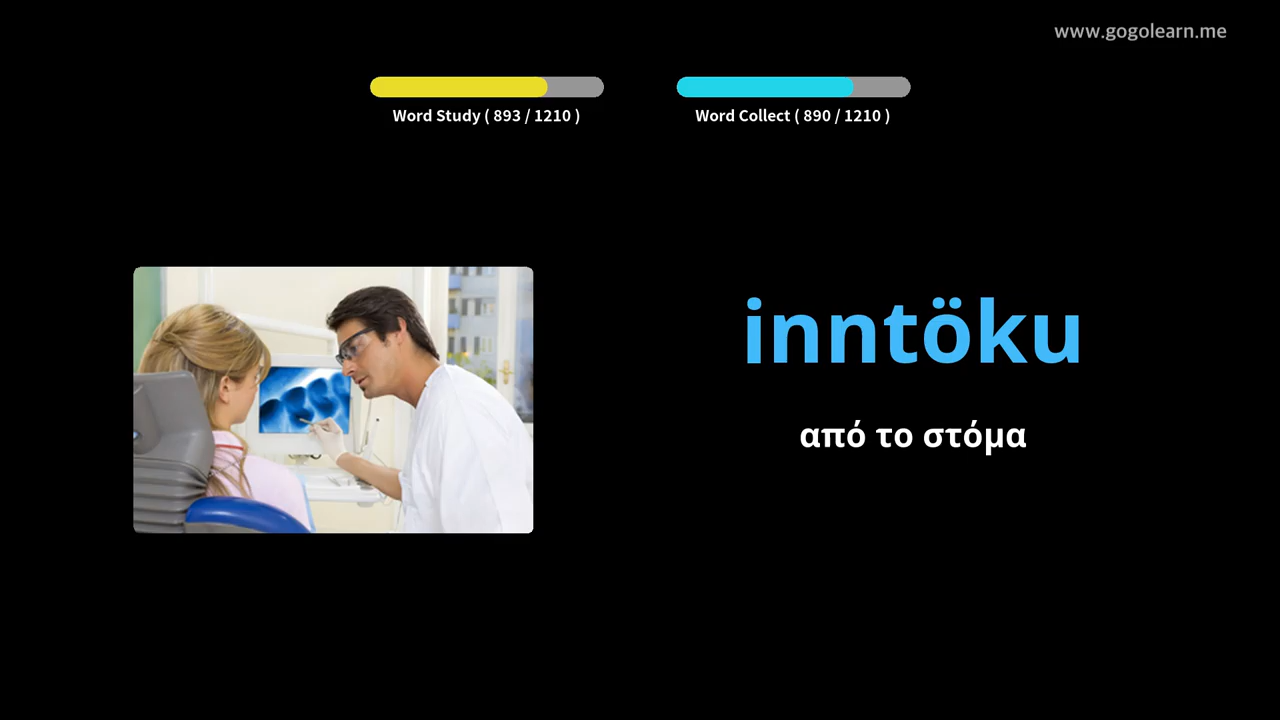 www.gogolearn.me
Word Study ( 893 / 1210 )
Word Collect ( 890 / 1210 )
inntöku
από το στόμα